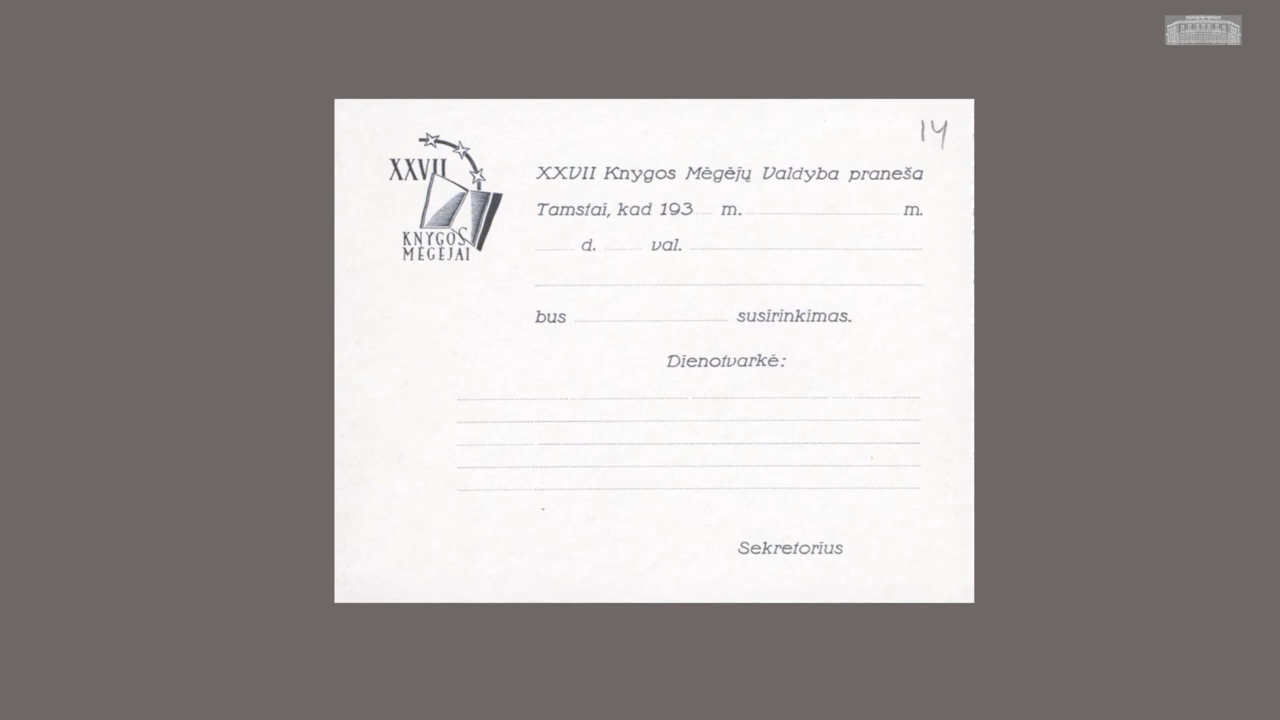 14
XXVII
KNYGOS
MĖGĖJAI
XXVII Knygos Mėgėjų Valdyba praneša
Tamstai, kad 193 m. m.
d. val.
bus susirinkimas.
Dienotvarkė:
Sekretorius